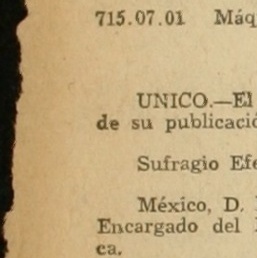 715.07.01 Máq
UNICO.—El
de su publicació
Sufragio Efe
México, D.
Encargado del
ca.